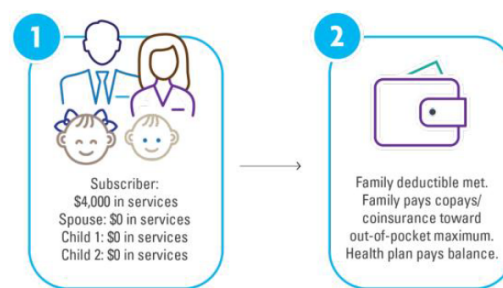 1
Subscriber:
$4,000 in services
Spouse: $0 in services
Child 1: $0 in services
Child 2: $0 in services
2
Family deductible met.
Family pays copays/
coinsurance toward
out-of-pocket maximum.
Health plan pays balance.